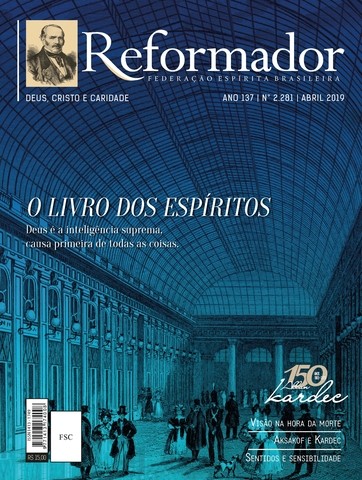 Reformador
FEDERAÇÃO ESPÍRITA BRASILEIRA
DEUS, CRISTO E CARIDADE
ANO 137 | Nº 2.281 | ABRIL 2019
O LIVRO DOS ESPÍRITOS
Deus é a inteligência suprema,
causa primeira de todas as coisas.
150
kardec
VISÃO NA HORA DA MORTE
AKSAKOF E KARDEC
SENTIDOS E SENSIBILIDADE
FSC
R$ 15,00